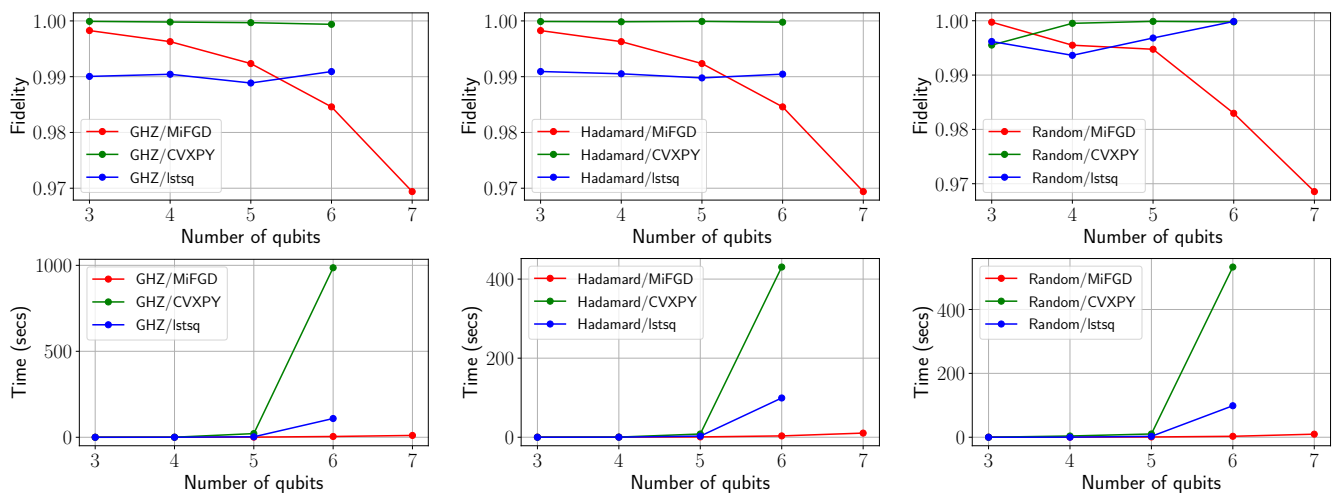 1.00
0.99
0.98
0.97
Fidelity
GHZ/MiFGD
GHZ/CVXPY
GHZ/lstsq
3 4 5 6 7
Number of qubits
1.00
0.99
0.98
0.97
Fidelity
Hadamard/MiFGD
Hadamard/CVXPY
Hadamard/lstsq
3 4 5 6 7
Number of qubits
1.00
0.99
0.98
0.97
Fidelity
Random/MiFGD
Random/CVXPY
Random/lstsq
3 4 5 6 7
Number of qubits
1000
500
0
Time (secs)
GHZ/MiFGD
GHZ/CVXPY
GHZ/lstsq
3 4 5 6 7
Number of qubits
400
200
0
Time (secs)
Hadamard/MiFGD
Hadamard/CVXPY
Hadamard/lstsq
3 4 5 6 7
Number of qubits
400
200
0
Time (secs)
Random/MiFGD
Random/CVXPY
Random/lstsq
3 4 5 6 7
Number of qubits